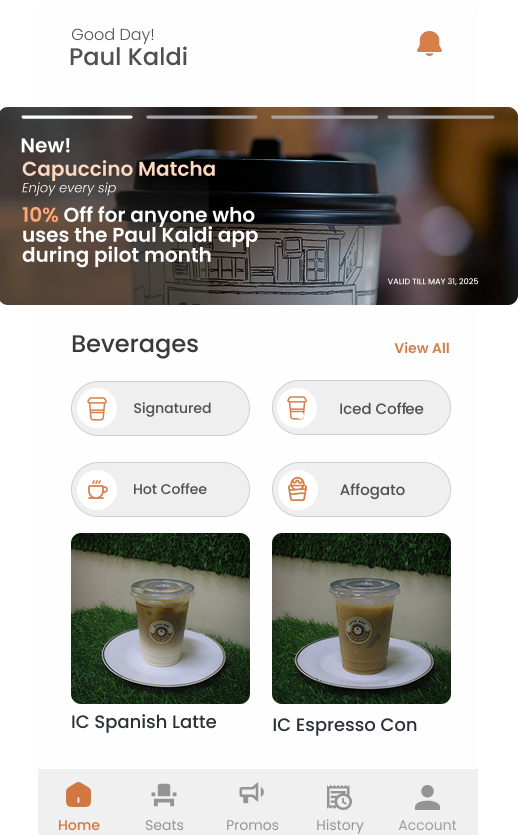 Good Day!
Paul Kaldi
New!
Capuccino Matcha
Enjoy every sip
10% Off for anyone who
uses the Paul Kaldi app
during pilot month
VALID TILL MAY 31, 2025
Beverages
View All
Signatured
Iced Coffee
Hot Coffee
Affogato
IC Spanish Latte
IC Espresso Con
Home
Seats
Promos
History
Account